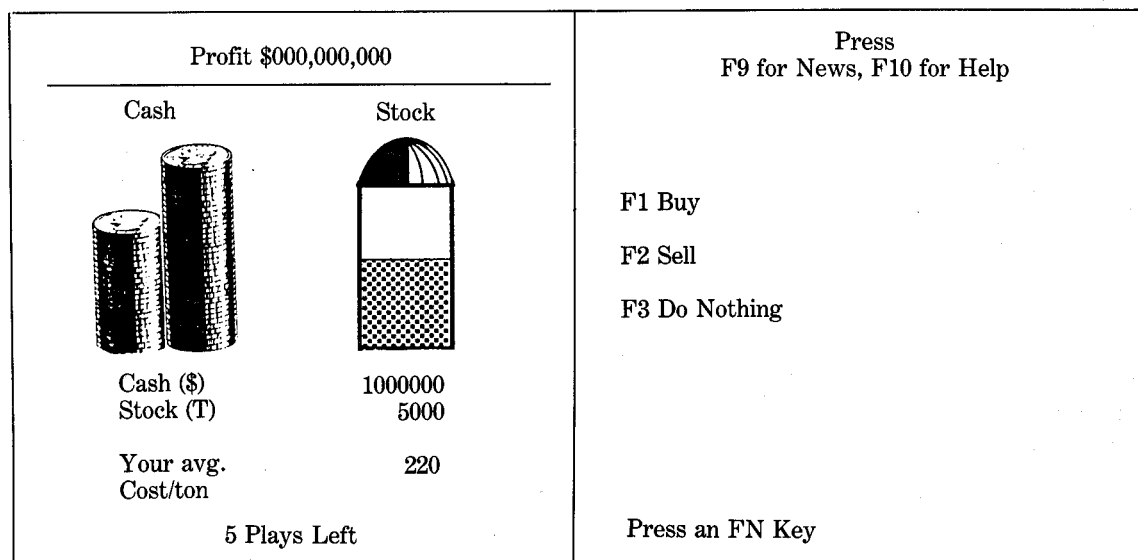 Profit $000,000,000
Cash Stock
Cash ($) 1000000
Stock (T) 5000
Your avg. 220
Cost/ton
5 Plays Left
Press
F9 for News, F10 for Help
F1 Buy
F2 Sell
F3 Do Nothing
Press an FN Key